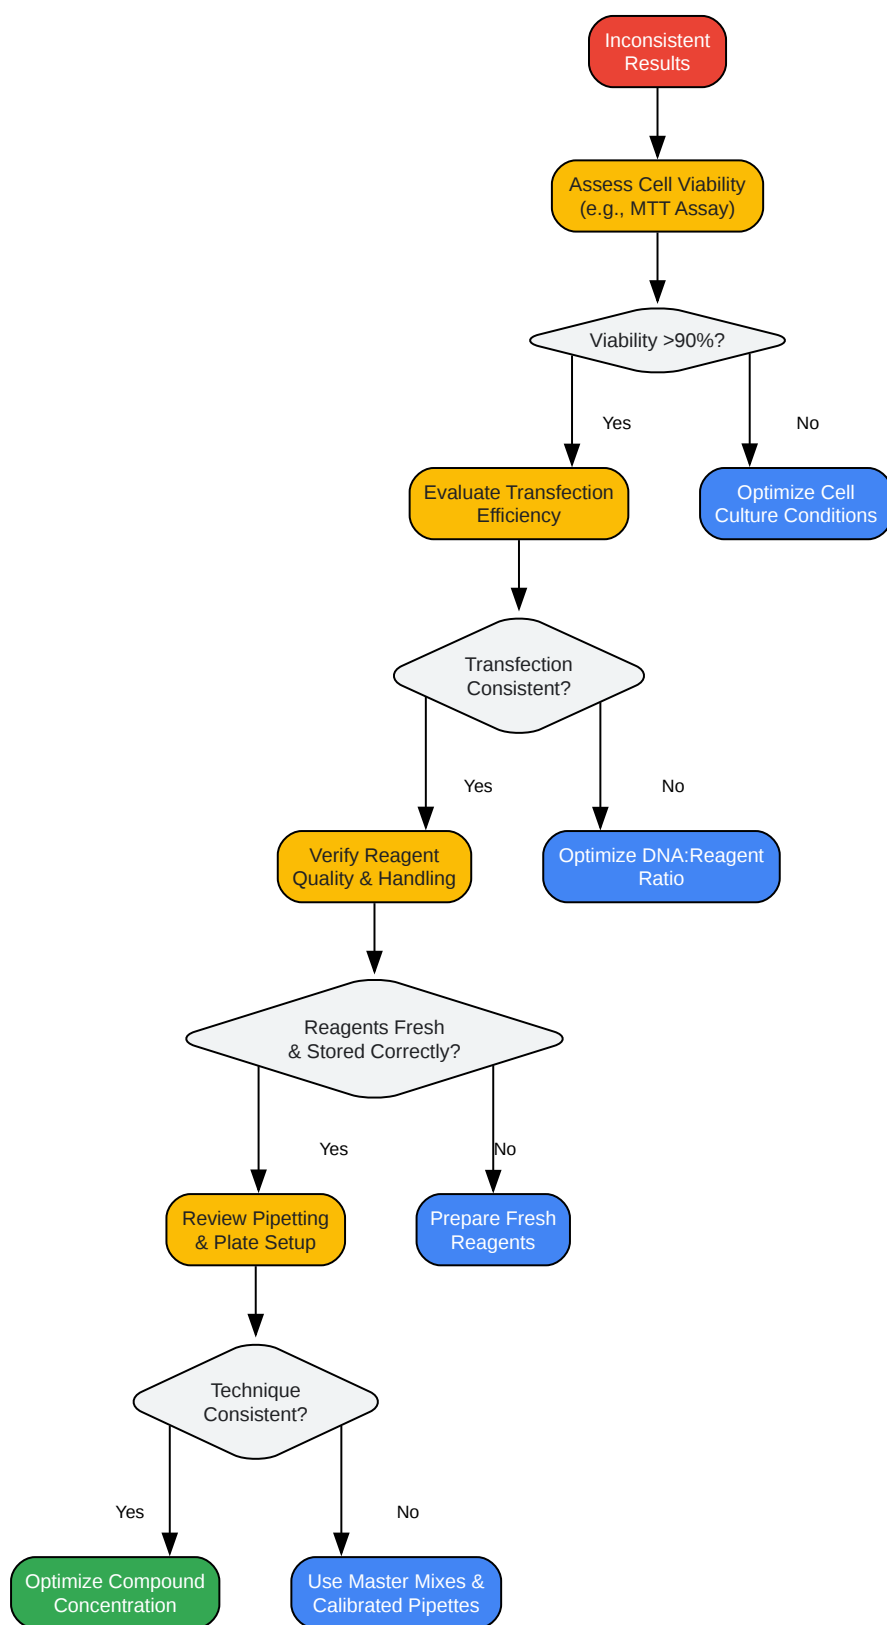 Inconsistent
Results
Assess Cell Viability
(e.g., MTT Assay)
Viability >90%?
Yes
No
Evaluate Transfection
Efficiency
Optimize Cell
Culture Conditions
Transfection
Consistent?
Yes
No
Verify Reagent
Quality & Handling
Optimize DNA:Reagent
Ratio
Reagents Fresh
& Stored Correctly?
Yes
No
Review Pipetting
& Plate Setup
Prepare Fresh
Reagents
Technique
Consistent?
Yes
No
Optimize Compound
Concentration
Use Master Mixes &
Calibrated Pipettes